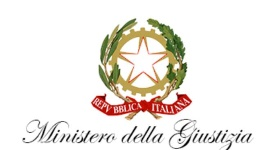 REPVBBLICA ITALIANA
Ministero della Giustizia